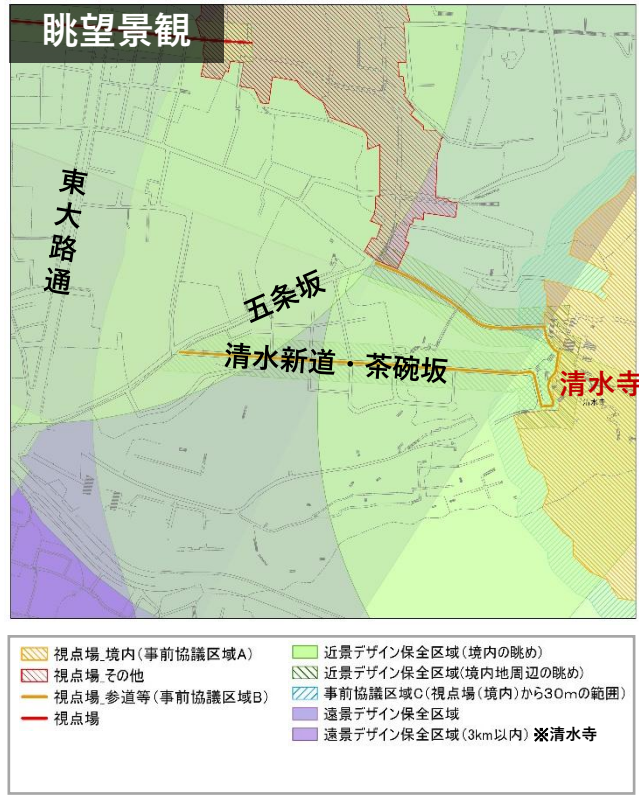 眺望景観
東大路通
五条坂
清水新道・茶碗坂
清水寺
清水寺
視点場_境内(事前協議区域A)
視点場_その他
視点場_参道等(事前協議区域B)
視点場
近景デザイン保全区域(境内の眺め)
近景デザイン保全区域(境内地周辺の眺め)
事前協議区域C(視点場(境内)から30mの範囲)
遠景デザイン保全区域
遠景デザイン保全区域(3km以内) ※清水寺